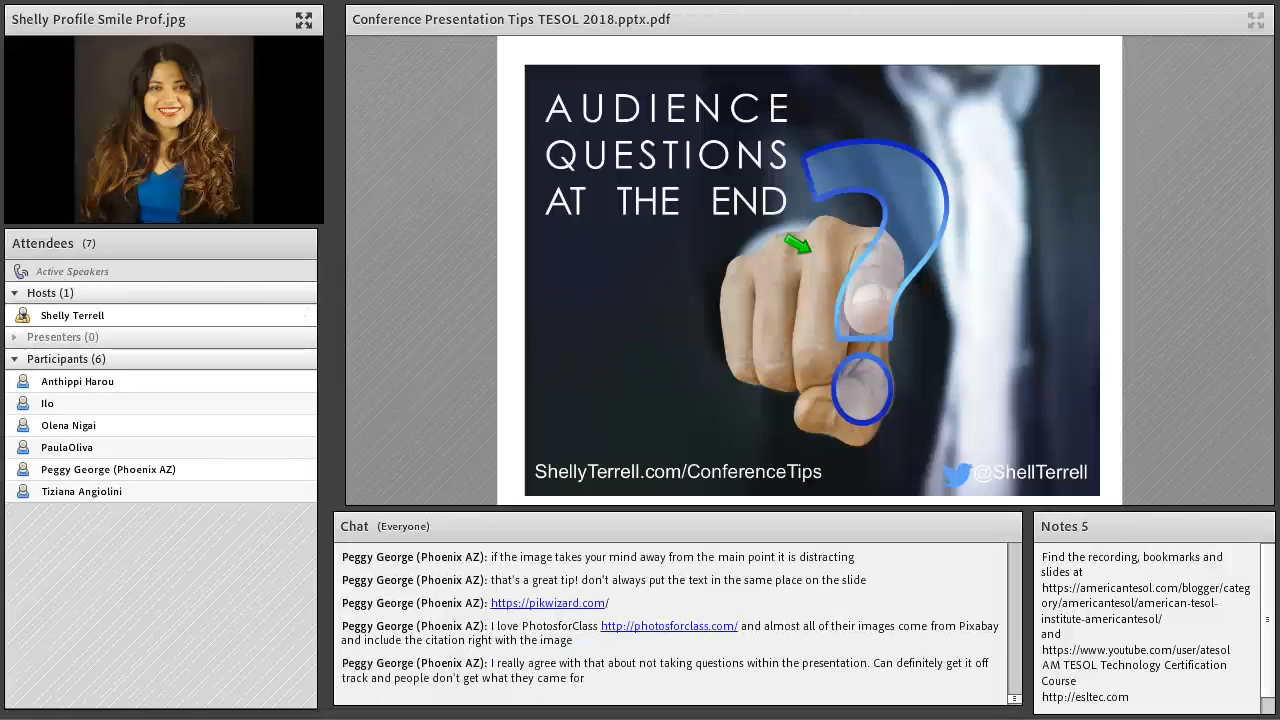 Shelly Profile Smile Prof.jpg
Conference Presentation Tips TESOL 2018.pptx.pdf
AUDIENCE
QUESTIONS
AT THE END
ShellyTerrell.com/ConferenceTips
@ShellTerrell
Attendees (7)
Active Speakers
Hosts (1)
Shelly Terrell
Presenters (0)
Participants (6)
Anthippi Harou
Ilo
Olena Nigai
PaulaOliva
Peggy George (Phoenix AZ)
Tiziana Angiolini
Chat (Everyone)
Peggy George (Phoenix AZ): if the image takes your mind away from the main point it is distracting
Peggy George (Phoenix AZ): that's a great tip! don't always put the text in the same place on the slide
Peggy George (Phoenix AZ): https://pikwizard.com/
Peggy George (Phoenix AZ): I love PhotosforClass http://photosforclass.com/ and almost all of their images come from Pixabay
and include the citation right with the image
Peggy George (Phoenix AZ): I really agree with that about not taking questions within the presentation. Can definitely get it off
track and people don't get what they came for
Notes 5
Find the recording, bookmarks and
slides at
https://americantesol.com/blogger/categ
ory/americantesol/american-tesol-
institute-americantesol/
and
https://www.youtube.com/user/atesol
AM TESOL Technology Certification
Course
http://esltec.com